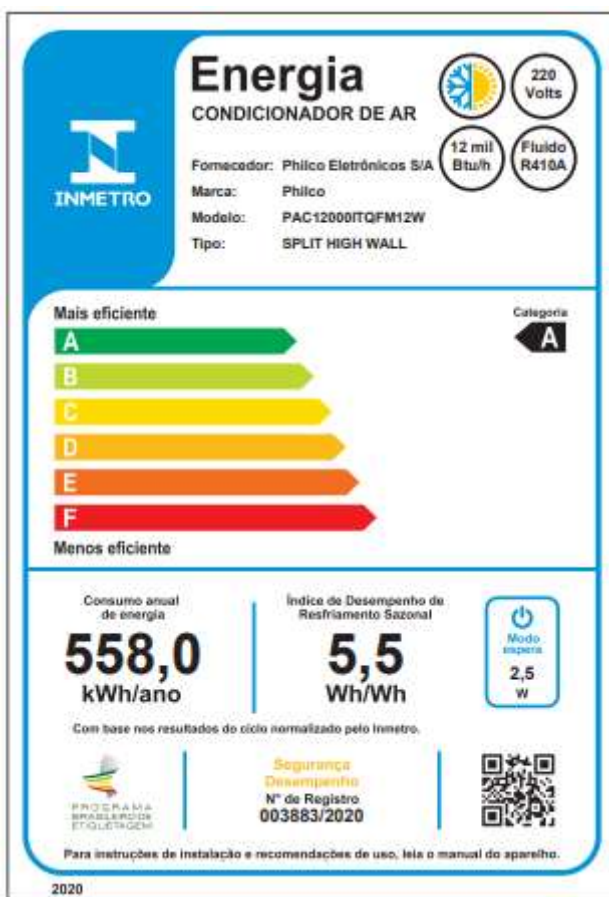 Energia
CONDICIONADOR DE AR
220
Volts
12 mil
Btu/h
Fluido
R410A
INMETRO
Fornecedor: Philco Eletrônicos S/A
Marca: Philco
Modelo: PAC12000ITQFM12W
Tipo: SPLIT HIGH WALL
Mais eficiente
Categoria
A
A
B
C
D
E
F
Menos eficiente
Consumo anual
de energia
558,0
kWh/ano
Índice de Desempenho de
Resfriamento Sazonal
5,5
Wh/Wh
Modo
espera
2,5
W
Com base nos resultados do ciclo normalizado pelo Inmetro.
PROGRAMA
BRASILEIRO DE
ETIQUETAGEM
Segurança
Desempenho
N° de Registro
003883/2020
Para instruções de instalação e recomendações de uso, leia o manual do aparelho.
2020